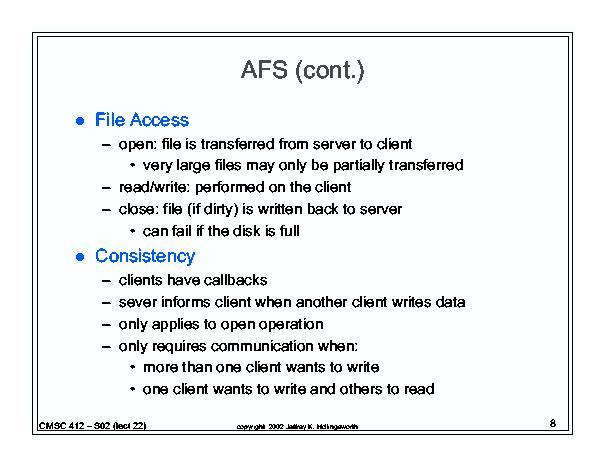 AFS (cont.)
● File Access
– open: file is transferred from server to client
• very large files may only be partially transferred
– read/write: performed on the client
– close: file (if dirty) is written back to server
• can fail if the disk is full
● Consistency
– clients have callbacks
– sever informs client when another client writes data
– only applies to open operation
– only requires communication when:
• more than one client wants to write
• one client wants to write and others to read
CMSC 412 – S02 (lect 22)
copyright 2002 Jeffrey K. Hollingsworth
8